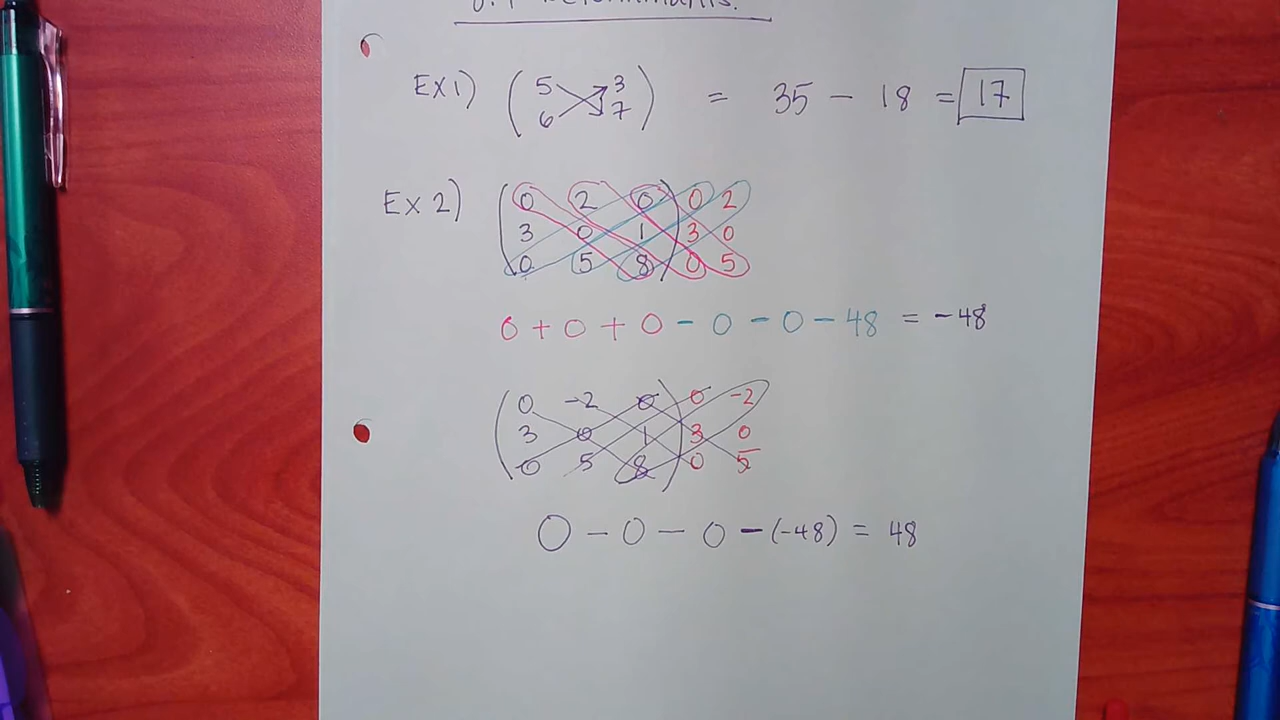 Ex 1) ( 5 3 ) = 35 - 18 = 17
6 7
Ex 2) ( 0 2 0 ) 0 2
3 0 1 3 0
0 5 8 0 5
0 + 0 + 0 - 0 - 0 - 48 = -48
( 0 -2 0 ) 0 -2
3 0 1 3 0
0 5 8 0 5
0 - 0 - 0 - (-48) = 48